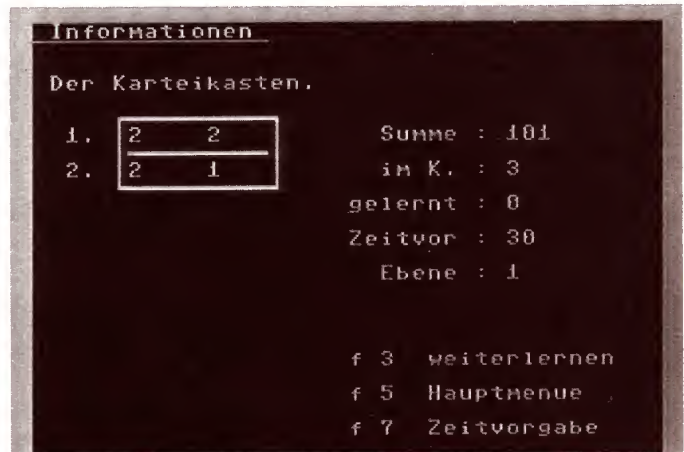 Informationen
Der Karteikasten.
1. 2 2 Summe : 101
2. 2 1 im K. : 3
gelernt : 0
Zeitvor : 30
Ebene : 1
f 3 weiterlernen
f 5 Hauptmenue
f 7 Zeitvorgabe